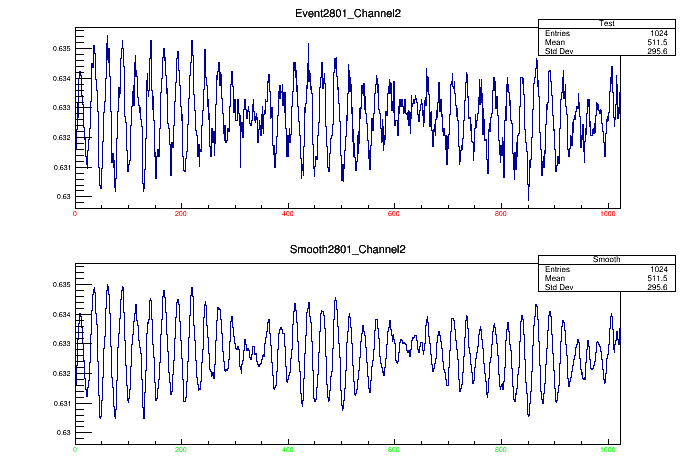 Event2801_Channel2
Test
Entries 1024
Mean 511.5
Std Dev 295.6
0.635
0.634
0.633
0.632
0.631
0.63
0 200 400 600 800 1000
Smooth2801_Channel2
Smooth
Entries 1024
Mean 511.5
Std Dev 295.6
0.635
0.634
0.633
0.632
0.631
0.63
0 200 400 600 800 1000